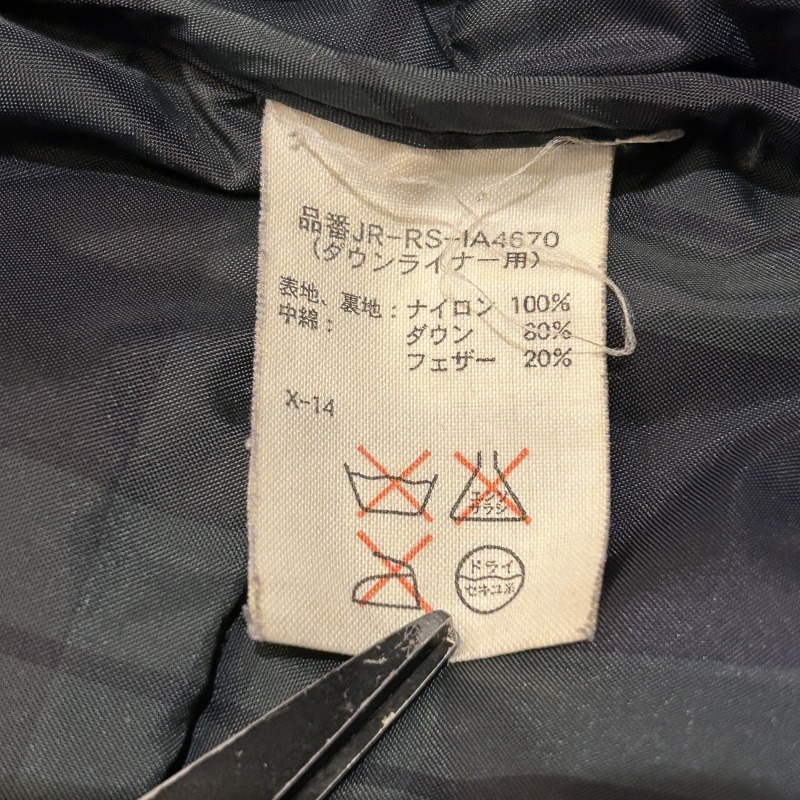 品番JR-RS-IA4670
(ダウンライナー用)
表地、裏地:ナイロン 100%
中綿: ダウン 80%
フェザー 20%
X-14
エンソ
サラシ
ドライ
セキユ系